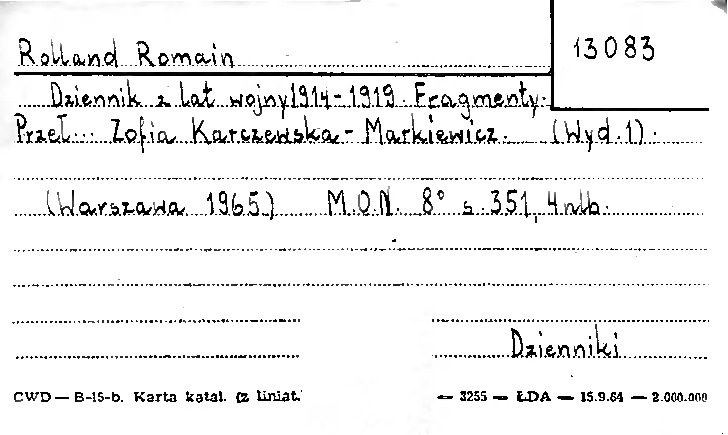 Rolland Romain
13083
Dziennik z lat wojny 1914-1919. Fragmenty.
Przeł... Zofia Karczewska-Markiewicz. (Wyd.1).
(Warszawa 1965) M.O.N. 8° s.351, 4nlb.
Dzienniki
CWD — B-15-b. Karta katal. (z liniat.
— 3255 — ŁDA — 15.9.64 — 2.000.000